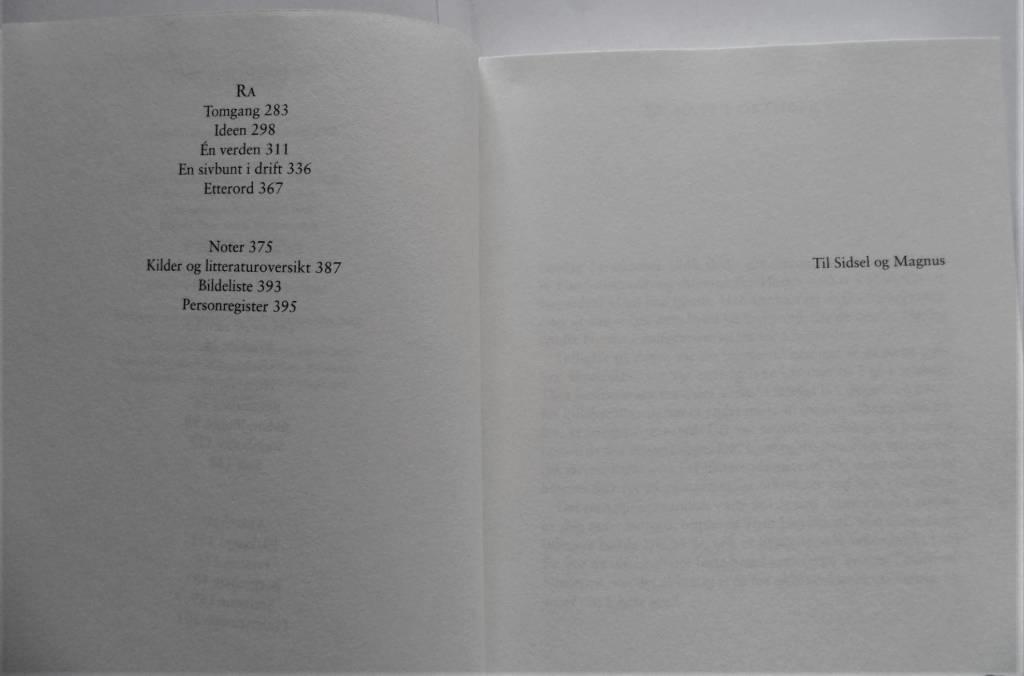 RA
Tomgang 283
Ideen 298
Én verden 311
En sivbunt i drift 336
Etterord 367
Noter 375
Kilder og litteraturoversikt 387
Bildeliste 393
Personregister 395
Til Sidsel og Magnus